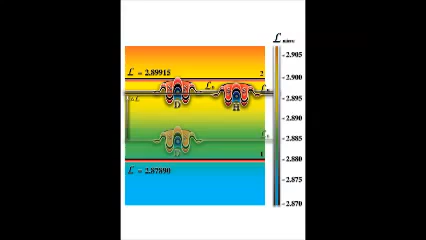 ℒ micro
2.905
ℒ = 2.89915 2
2.900
2.895
D H
2.890
2.885
D
1
2.880
ℒ = 2.87890
2.875
2.870